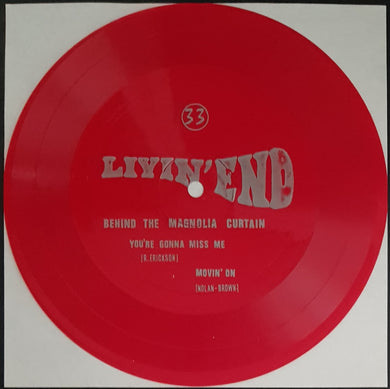 33
LIVIN' END
BEHIND THE MAGNOLIA CURTAIN
YOU'RE GONNA MISS ME
[R. ERICKSON]
MOVIN' ON
[NOLAN-BROWN]